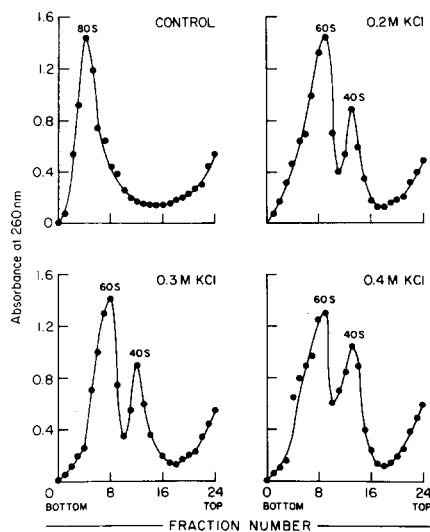 CONTROL
80S
1.6
1.2
0.8
0.4
0
0.2M KCl
60S
40S
Absorbance at 260nm
0.3M KCl
60S
40S
1.6
1.2
0.8
0.4
0 8 16 24
BOTTOM TOP
0.4M KCl
60S
40S
0 8 16 24
BOTTOM TOP
FRACTION NUMBER